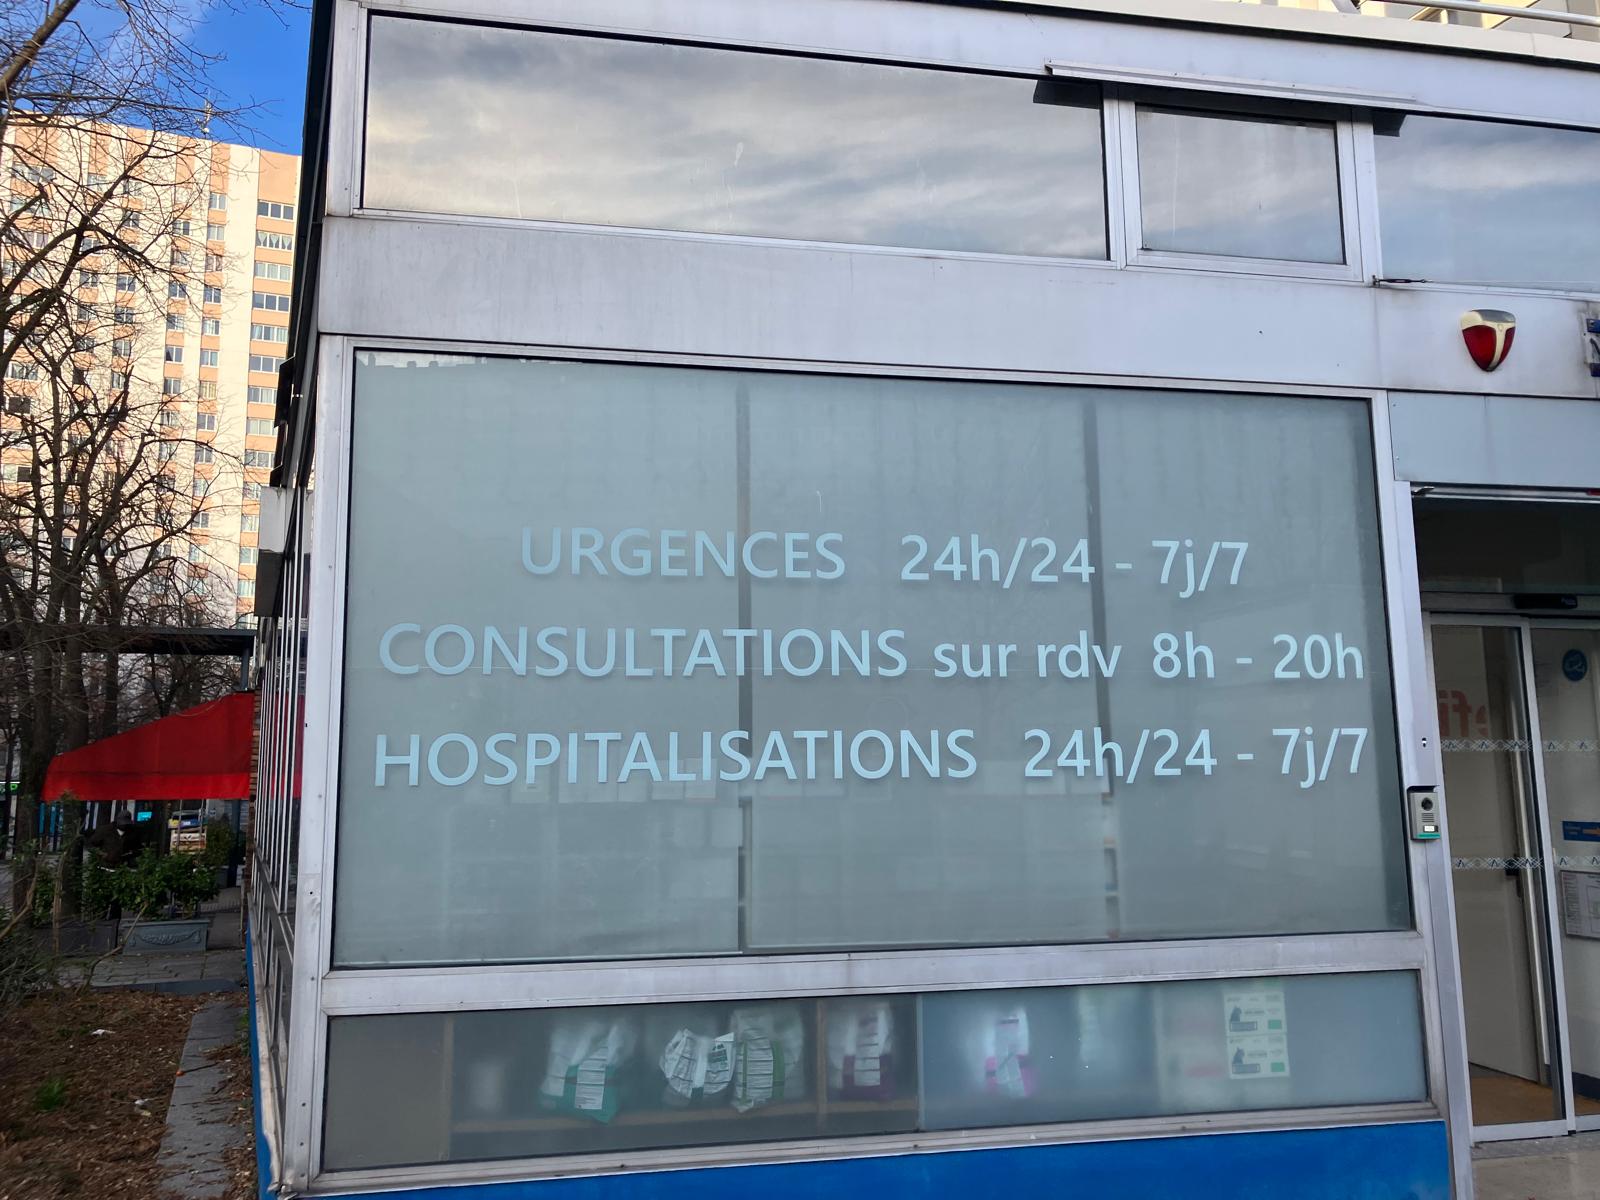 URGENCES 24h/24 - 7j/7
CONSULTATIONS sur rdv 8h - 20h
HOSPITALISATIONS 24h/24 - 7j/7